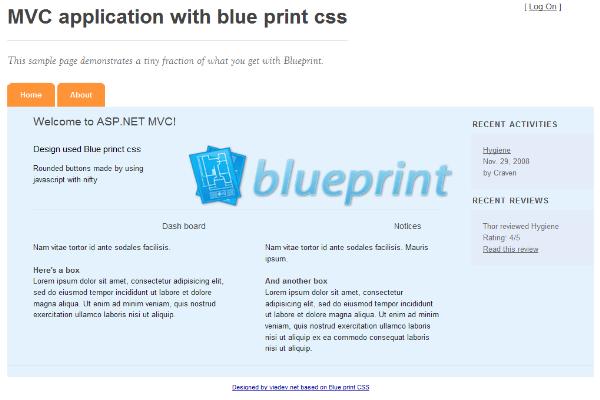 MVC application with blue print css
[ Log On ]
This sample page demonstrates a tiny fraction of what you get with Blueprint.
Home
About
Welcome to ASP.NET MVC!
Design used Blue princt css
Rounded buttons made by using
javascript with nifty
blueprint
Dash board
Nam vitae tortor id ante sodales facilisis.
Here's a box
Lorem ipsum dolor sit amet, consectetur adipisicing elit,
sed do eiusmod tempor incididunt ut labore et dolore
magna aliqua. Ut enim ad minim veniam, quis nostrud
exercitation ullamco laboris nisi ut aliquip.
Notices
Nam vitae tortor id ante sodales facilisis. Mauris
ipsum.
And another box
Lorem ipsum dolor sit amet, consectetur
adipisicing elit, sed do eiusmod tempor incididunt
ut labore et dolore magna aliqua. Ut enim ad minim
veniam, quis nostrud exercitation ullamco laboris
nisi ut aliquip ex ea commodo consequat laboris
nisi ut aliquip.
RECENT ACTIVITIES
Hygiene
Nov. 29, 2008
by Craven
RECENT REVIEWS
Thor reviewed Hygiene
Rating: 4/5
Read this review
Designed by viedev.net based on Blue print CSS